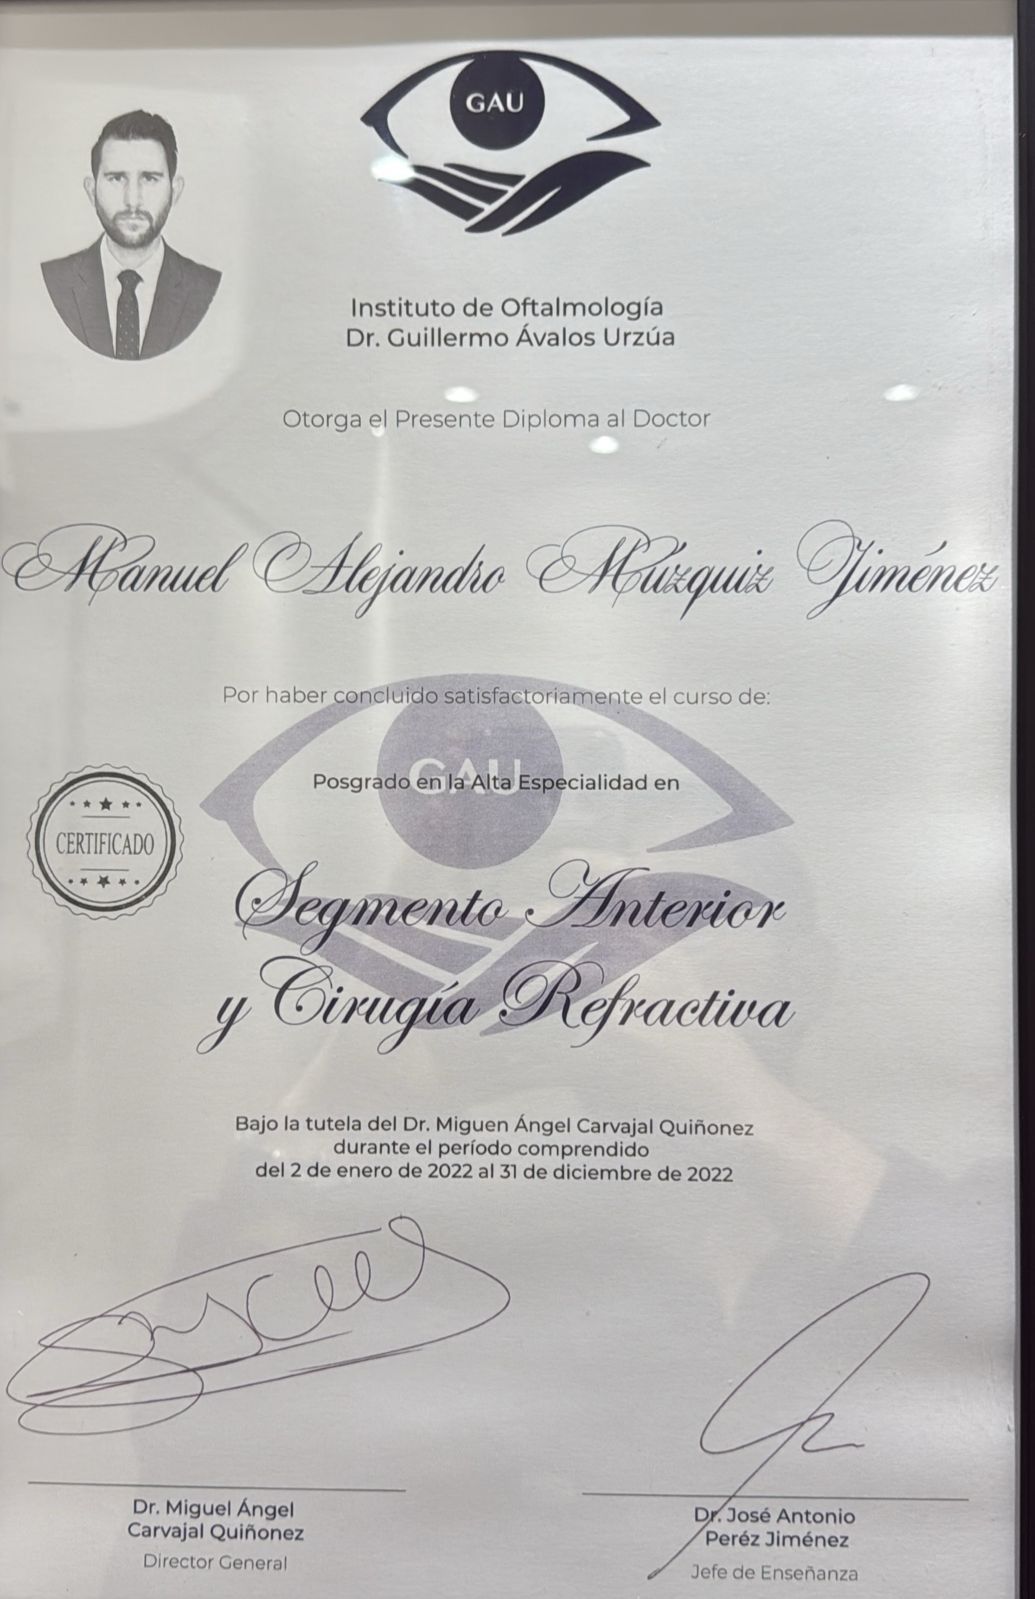 GAU
Instituto de Oftalmología
Dr. Guillermo Ávalos Urzúa
Otorga el Presente Diploma al Doctor
Manuel Alejandro Múzquiz Jiménez
Por haber concluido satisfactoriamente el curso de:
GAU
Posgrado en la Alta Especialidad en
CERTIFICADO
Segmento Anterior
y Cirugía Refractiva
Bajo la tutela del Dr. Miguen Ángel Carvajal Quiñonez
durante el período comprendido
del 2 de enero de 2022 al 31 de diciembre de 2022
Dr. Miguel Ángel
Carvajal Quiñonez
Director General
Dr. José Antonio
Peréz Jiménez
Jefe de Enseñanza